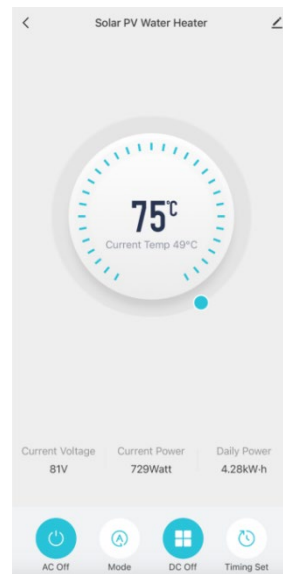 Solar PV Water Heater
75°C
Current Temp 49°C
Current Voltage Current Power Daily Power
81V 729Watt 4.28kW·h
AC Off Mode DC Off Timing Set